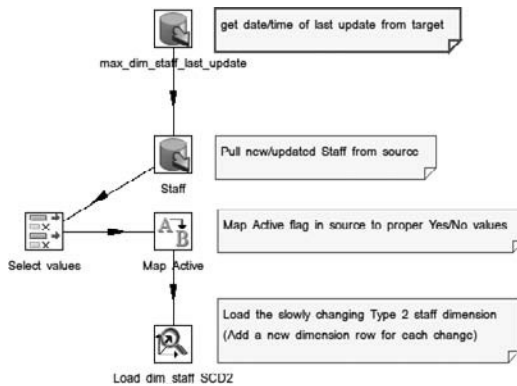 get date/time of last update from target
max_dim_staff_last_update
Pull new/updated Staff from source
Staff
Map Active flag in source to proper Yes/No values
Select values
A
B
Map Active
Load the slowly changing Type 2 staff dimension
(Add a new dimension row for each change)
Load dim_staff SCD2